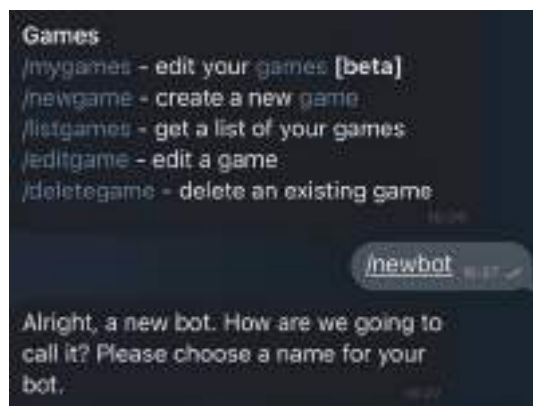 Games
/mygames - edit your games [beta]
/newgame - create a new game
/listgames - get a list of your games
/editgame - edit a game
/deletegame - delete an existing game
/newbot
Alright, a new bot. How are we going to
call it? Please choose a name for your
bot.